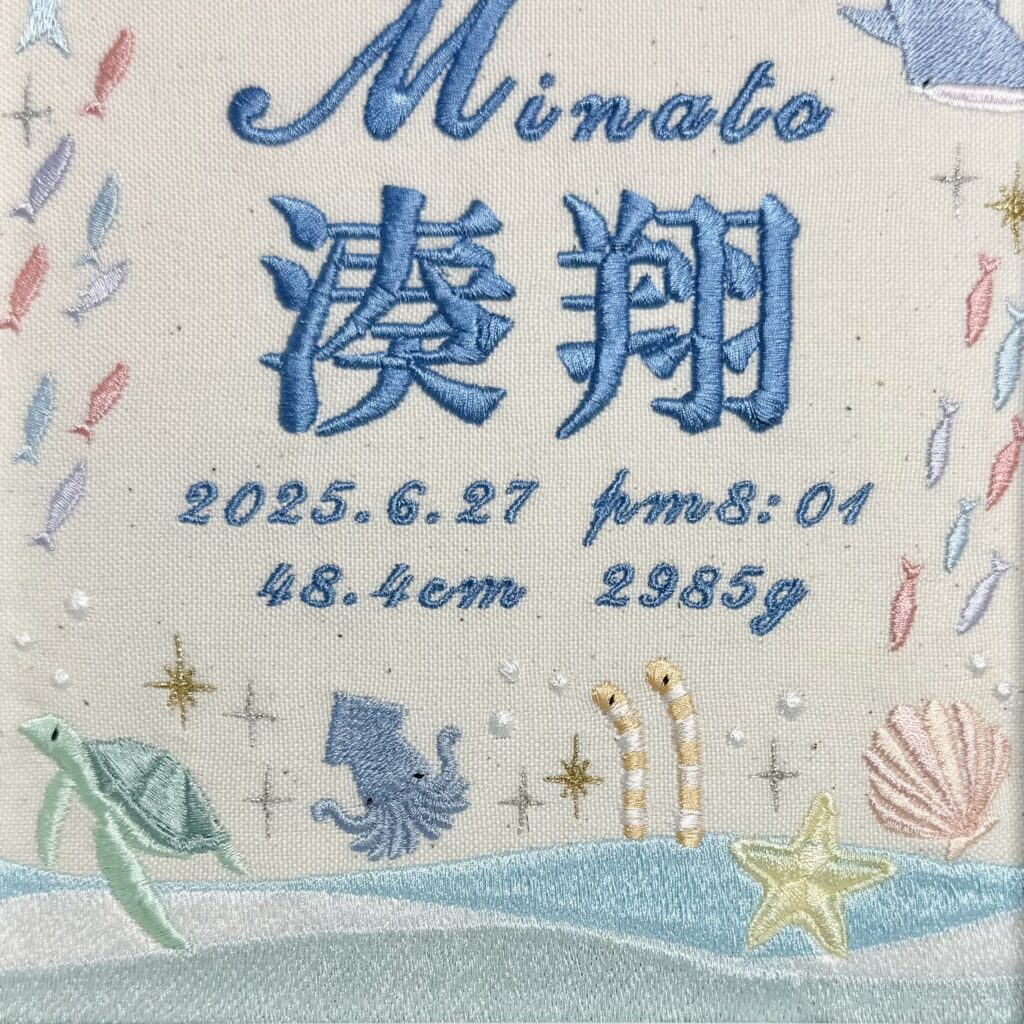 Minato
湊翔
2025.6.27 pm8:01
48.4cm 2985g